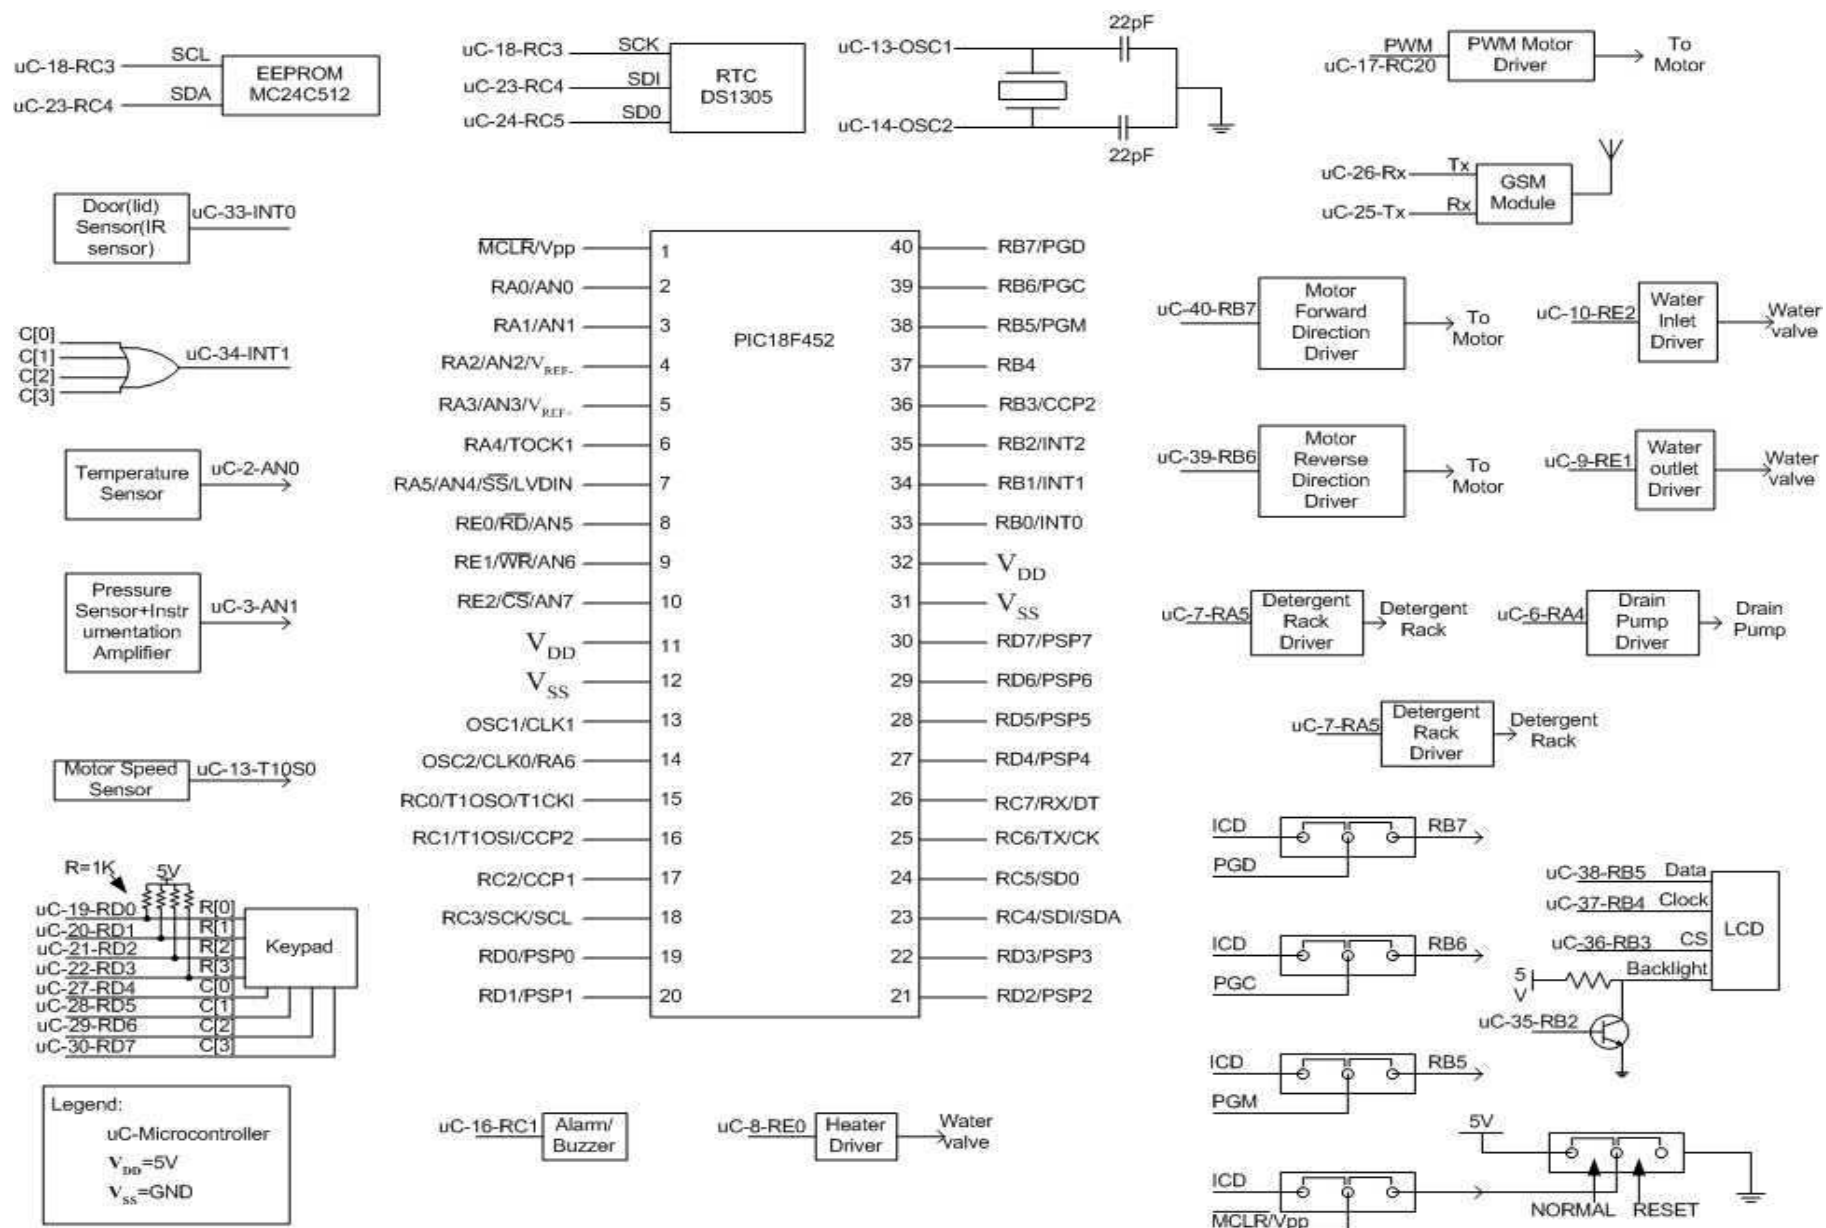 uC-18-RC3
SCL
uC-23-RC4
SDA
EEPROM
MC24C512
uC-18-RC3
SCK
uC-23-RC4
SDI
uC-24-RC5
SD0
RTC
DS1305
22pF
uC-13-OSC1
uC-14-OSC2
22pF
PWM
uC-17-RC20
PWM Motor
Driver
To
Motor
uC-26-Rx
Tx
uC-25-Tx
Rx
GSM
Module
Door(lid)
Sensor(IR
sensor)
uC-33-INT0
C[0]
C[1]
C[2]
C[3]
uC-34-INT1
Temperature
Sensor
uC-2-AN0
Pressure
Sensor+Instr
umentation
Amplifier
uC-3-AN1
Motor Speed
Sensor
uC-13-T10S0
PIC18F452
MCLR/Vpp 1
RA0/AN0 2
RA1/AN1 3
RA2/AN2/VREF- 4
RA3/AN3/VREF- 5
RA4/TOCK1 6
RA5/AN4/SS/LVDIN 7
RE0/RD/AN5 8
RE1/WR/AN6 9
RE2/CS/AN7 10
VDD 11
VSS 12
OSC1/CLK1 13
OSC2/CLK0/RA6 14
RC0/T1OSO/T1CKI 15
RC1/T1OSI/CCP2 16
RC2/CCP1 17
RC3/SCK/SCL 18
RD0/PSP0 19
RD1/PSP1 20
40 RB7/PGD
39 RB6/PGC
38 RB5/PGM
37 RB4
36 RB3/CCP2
35 RB2/INT2
34 RB1/INT1
33 RB0/INT0
32 VDD
31 VSS
30 RD7/PSP7
29 RD6/PSP6
28 RD5/PSP5
27 RD4/PSP4
26 RC7/RX/DT
25 RC6/TX/CK
24 RC5/SD0
23 RC4/SDI/SDA
22 RD3/PSP3
21 RD2/PSP2
uC-40-RB7
Motor
Forward
Direction
Driver
To
Motor
uC-10-RE2
Water
Inlet
Driver
Water
valve
uC-39-RB6
Motor
Reverse
Direction
Driver
To
Motor
uC-9-RE1
Water
outlet
Driver
Water
valve
uC-7-RA5
Detergent
Rack
Driver
Detergent
Rack
uC-6-RA4
Drain
Pump
Driver
Drain
Pump
uC-7-RA5
Detergent
Rack
Driver
Detergent
Rack
ICD
RB7
PGD
ICD
RB6
PGC
ICD
RB5
PGM
ICD
MCLR/Vpp
5V
NORMAL RESET
uC-38-RB5 Data
uC-37-RB4 Clock
uC-36-RB3 CS
Backlight
LCD
5
V
uC-35-RB2
R=1K
5V
uC-19-RD0 R[0]
uC-20-RD1 R[1]
uC-21-RD2 R[2]
uC-22-RD3 R[3]
uC-27-RD4 C[0]
uC-28-RD5 C[1]
uC-29-RD6 C[2]
uC-30-RD7 C[3]
Keypad
Legend:
uC-Microcontroller
VDD=5V
VSS=GND
uC-16-RC1
Alarm/
Buzzer
uC-8-RE0
Heater
Driver
Water
valve